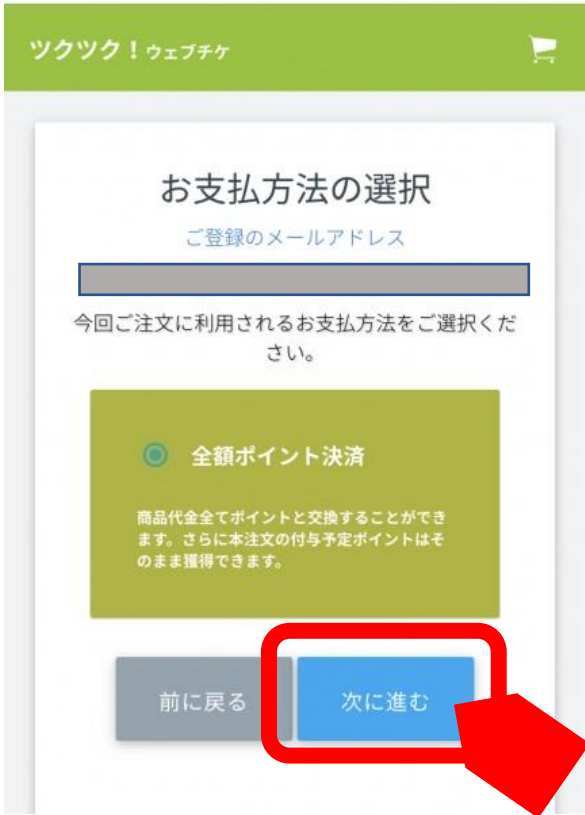 ツクツク！ウェブチケ
お支払方法の選択
ご登録のメールアドレス
今回ご注文に利用されるお支払方法をご選択くだ
さい。
全額ポイント決済
商品代金全てポイントと交換することができ
ます。さらに本注文の付与予定ポイントはそ
のまま獲得できます。
前に戻る
次に進む